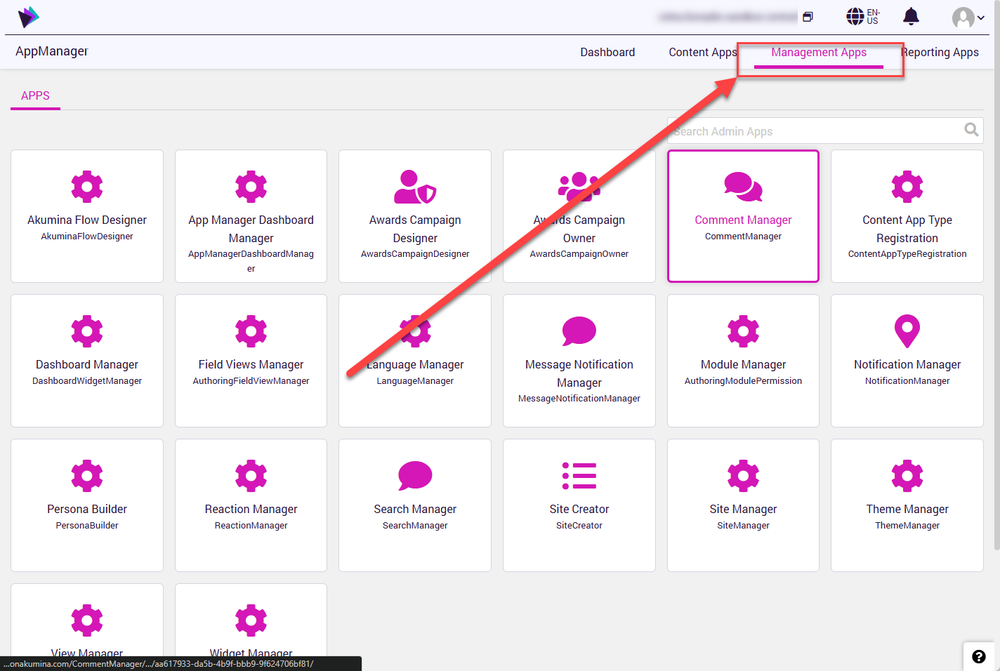 EN-
US
AppManager
Dashboard
Content Apps
Management Apps
Reporting Apps
APPS
Search Admin Apps
Akumina Flow Designer
AkuminaFlowDesigner
App Manager Dashboard
Manager
AppManagerDashboardManag
er
Awards Campaign
Designer
AwardsCampaignDesigner
Awards Campaign
Owner
AwardsCampaignOwner
Comment Manager
CommentManager
Content App Type
Registration
ContentAppTypeRegistration
Dashboard Manager
DashboardWidgetManager
Field Views Manager
AuthoringFieldViewManager
Language Manager
LanguageManager
Message Notification
Manager
MessageNotificationManager
Module Manager
AuthoringModulePermission
Notification Manager
NotificationManager
Persona Builder
PersonaBuilder
Reaction Manager
ReactionManager
Search Manager
SearchManager
Site Creator
SiteCreator
Site Manager
SiteManager
Theme Manager
ThemeManager
View Manager
Widget Manager
...onakumina.com/CommentManager/.../aa617933-da5b-4b9f-bbb9-9f624706bf81/